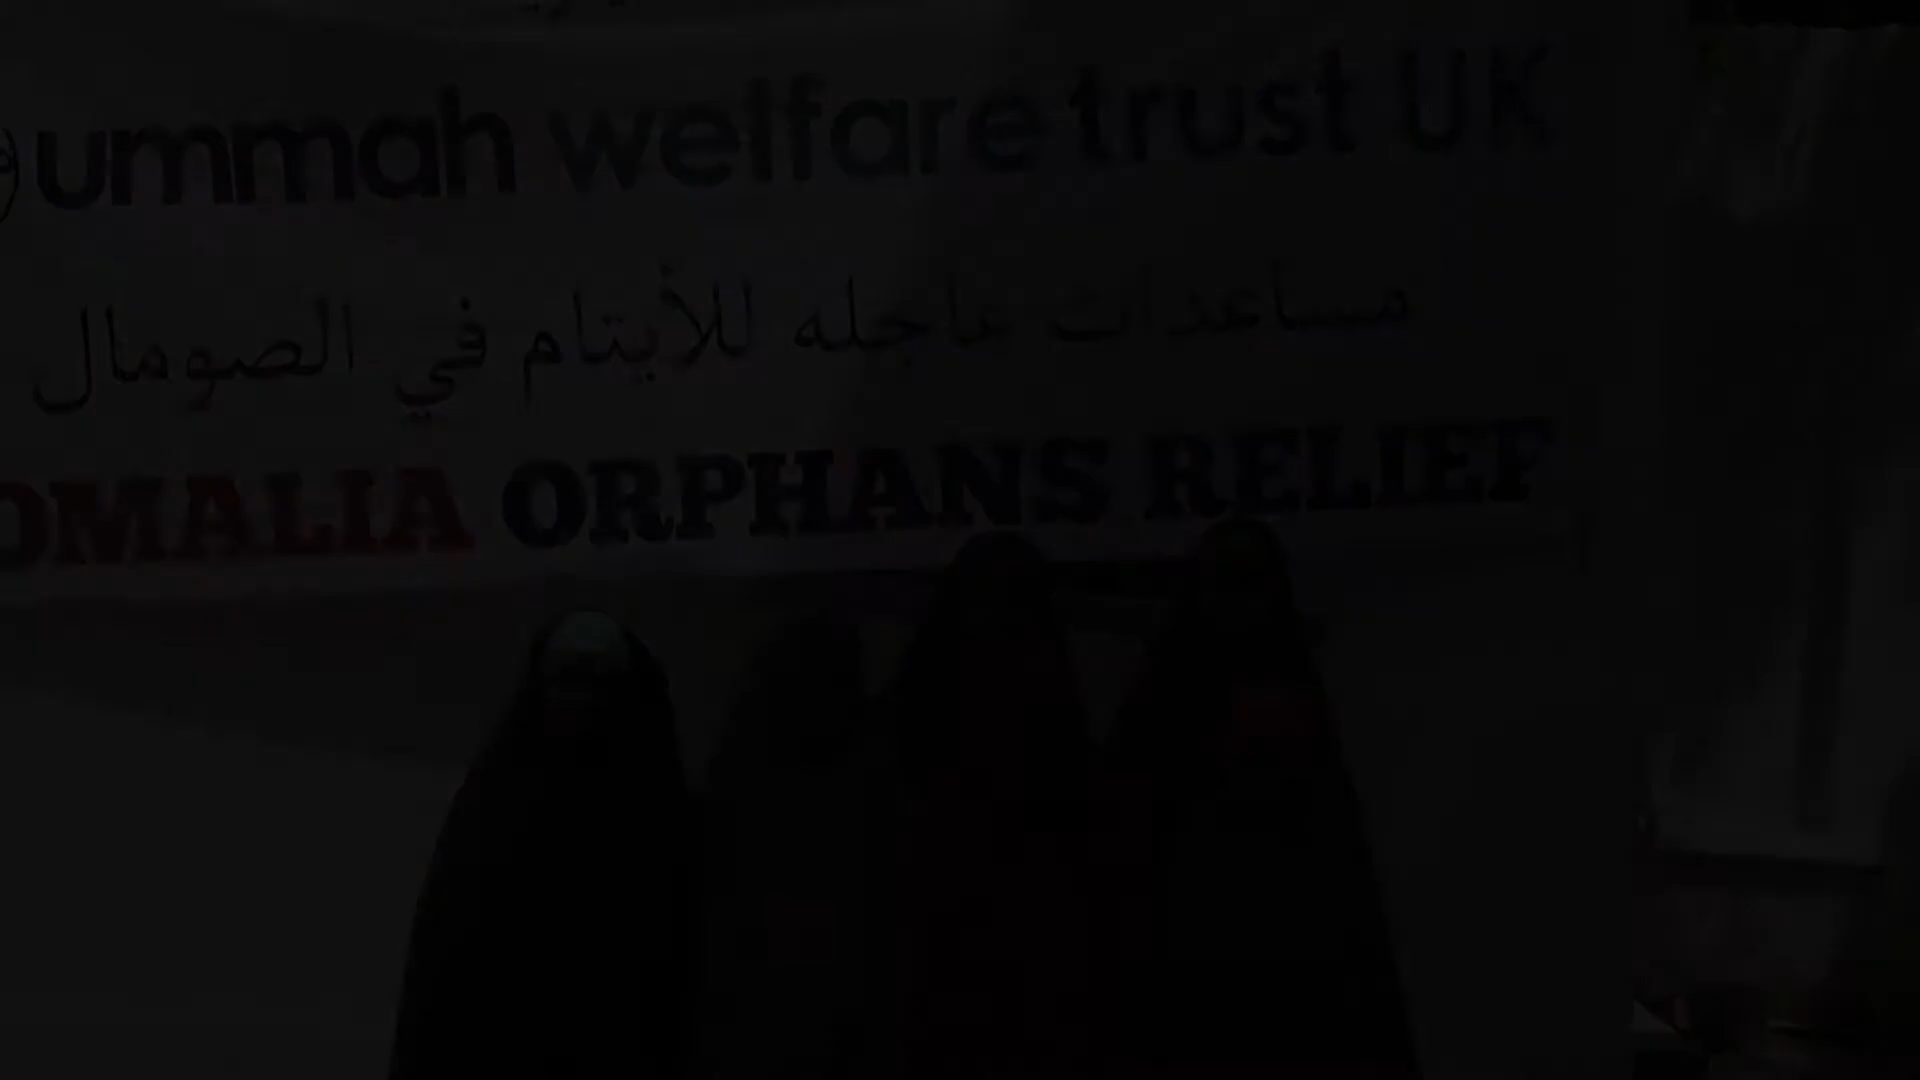 ummah welfare trust UK
مساعدات عاجله للأيتام في الصومال
OMALIA ORPHANS RELIEF